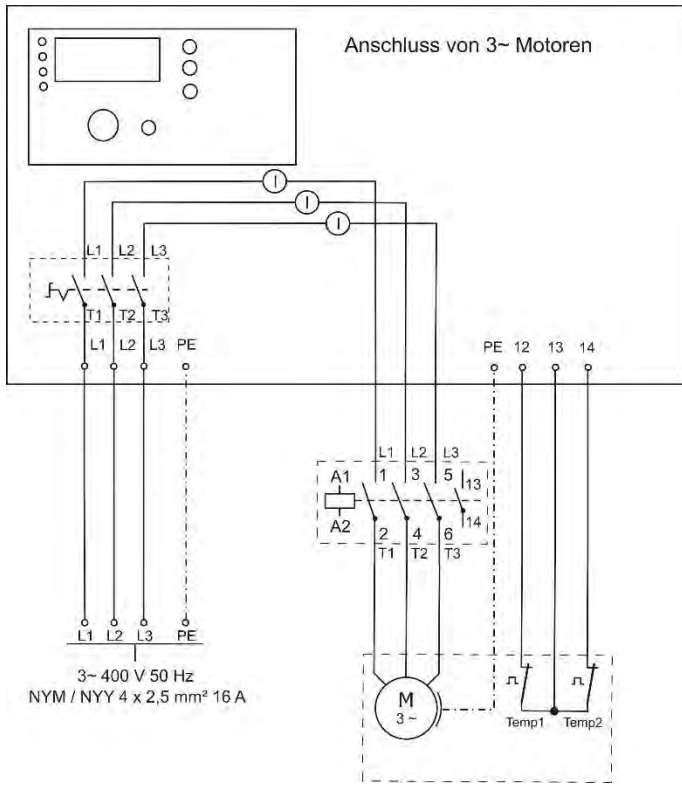 Anschluss von 3~ Motoren
I
I
I
L1 L2 L3
T1 T2 T3
L1 L2 L3 PE
PE 12 13 14
L1 L2 L3
A1 1 3 5 13
A2 14
2 4 6
T1 T2 T3
L1 L2 L3 PE
3~ 400 V 50 Hz
NYM / NYY 4 x 2,5 mm² 16 A
M
3 ~
Temp1 Temp2